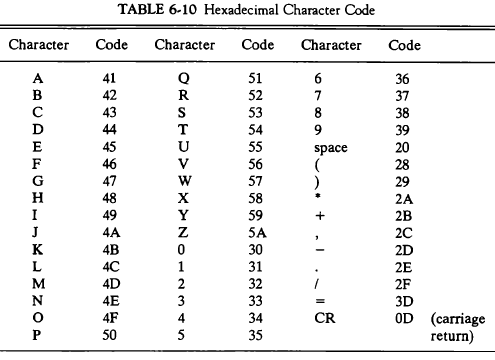 TABLE 6-10 Hexadecimal Character Code
Character Code Character Code Character Code
A 41 Q 51 6 36
B 42 R 52 7 37
C 43 S 53 8 38
D 44 T 54 9 39
E 45 U 55 space 20
F 46 V 56 ( 28
G 47 W 57 ) 29
H 48 X 58 * 2A
I 49 Y 59 + 2B
J 4A Z 5A , 2C
K 4B 0 30 − 2D
L 4C 1 31 . 2E
M 4D 2 32 / 2F
N 4E 3 33 = 3D
O 4F 4 34 CR 0D (carriage
P 50 5 35 return)